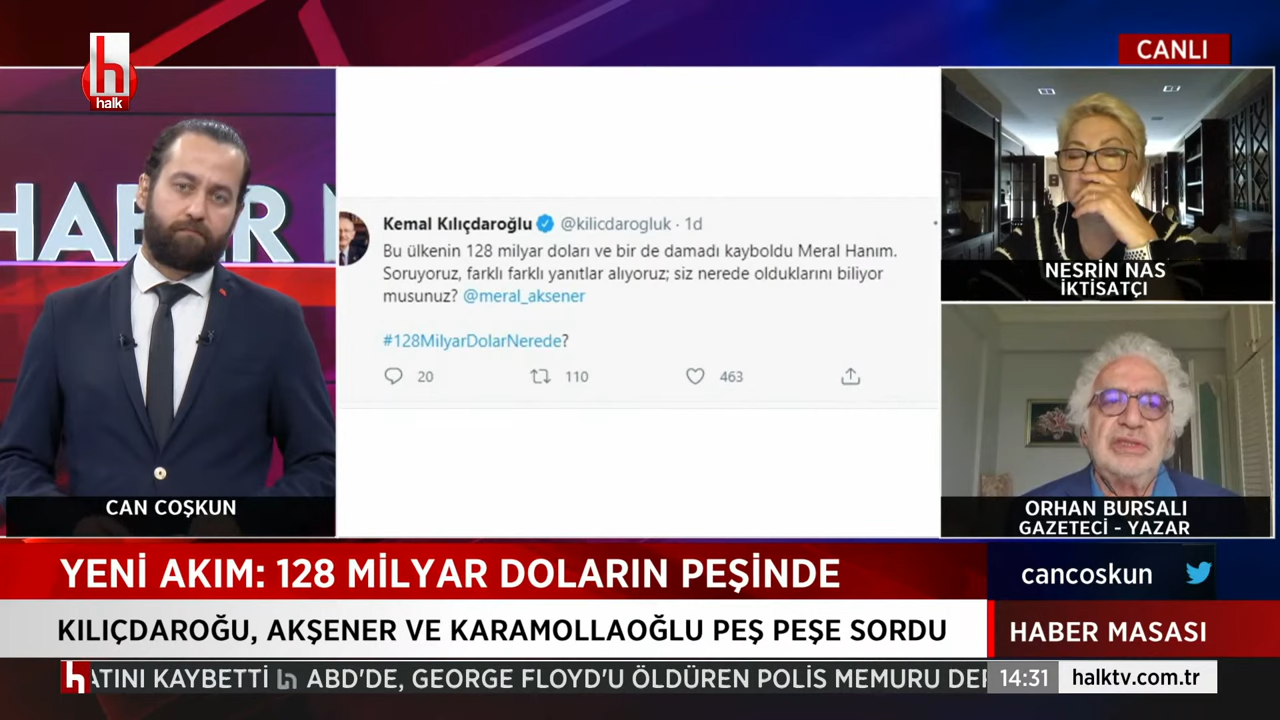 CANLI
h
halk
HABER
Kemal Kılıçdaroğlu @kilicdarogluk · 1d
Bu ülkenin 128 milyar doları ve bir de damadı kayboldu Meral Hanım.
Soruyoruz, farklı farklı yanıtlar alıyoruz; siz nerede olduklarını biliyor
musunuz? @meral_aksener
#128MilyarDolarNerede?
20 110 463
NESRİN NAS
İKTİSATÇI
CAN COŞKUN
ORHAN BURSALI
GAZETECİ - YAZAR
YENİ AKIM: 128 MİLYAR DOLARIN PEŞİNDE
cancoskun
KILIÇDAROĞU, AKŞENER VE KARAMOLLAOĞLU PEŞ PEŞE SORDU
HABER MASASI
h ATINI KAYBETTİ h ABD'DE, GEORGE FLOYD'U ÖLDÜREN POLİS MEMURU DE
14:31 halktv.com.tr